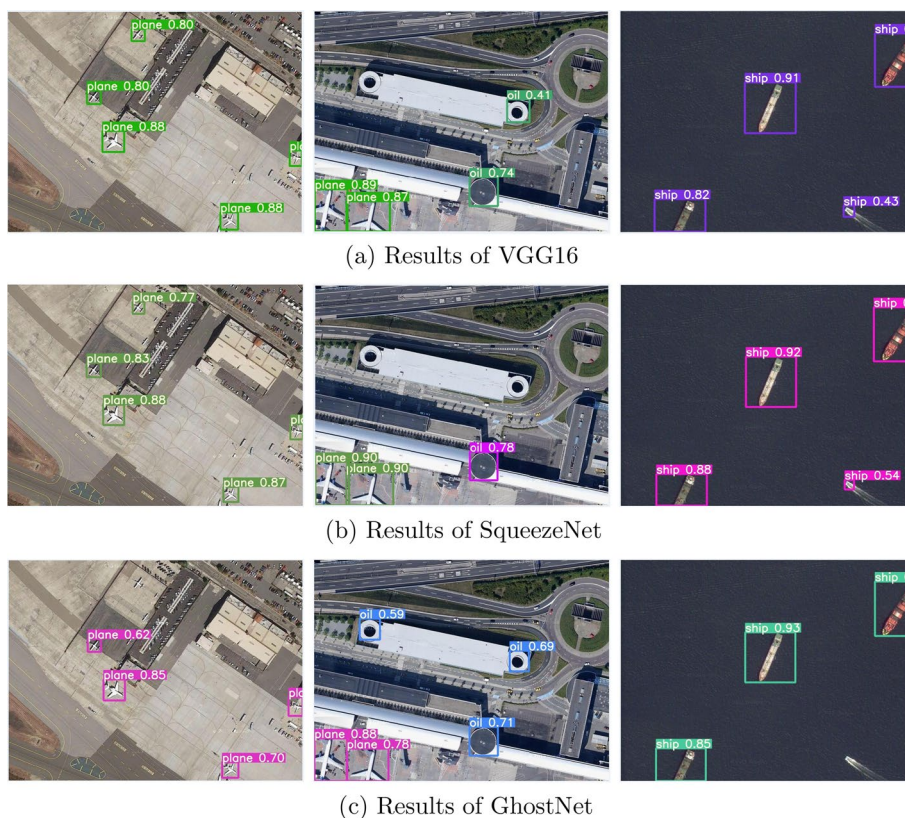 plane 0.80
plane 0.80
plane 0.88
plane 0.88
oil 0.41
oil 0.74
plane 0.89
plane 0.87
ship
ship 0.91
ship 0.82
ship 0.43
(a) Results of VGG16
plane 0.77
plane 0.83
plane 0.88
plane 0.87
oil 0.78
plane 0.90
plane 0.90
ship
ship 0.92
ship 0.88
ship 0.54
(b) Results of SqueezeNet
plane 0.62
plane 0.85
plane 0.70
oil 0.59
oil 0.69
oil 0.71
plane 0.88
plane 0.78
ship
ship 0.93
ship 0.85
(c) Results of GhostNet